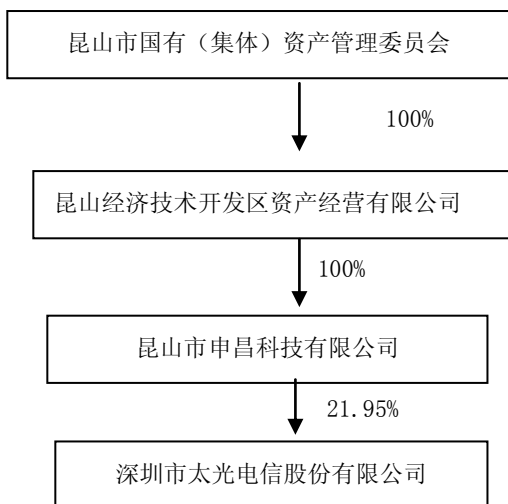 昆山市国有（集体）资产管理委员会
100%
昆山经济技术开发区资产经营有限公司
100%
昆山市申昌科技有限公司
21.95%
深圳市太光电信股份有限公司